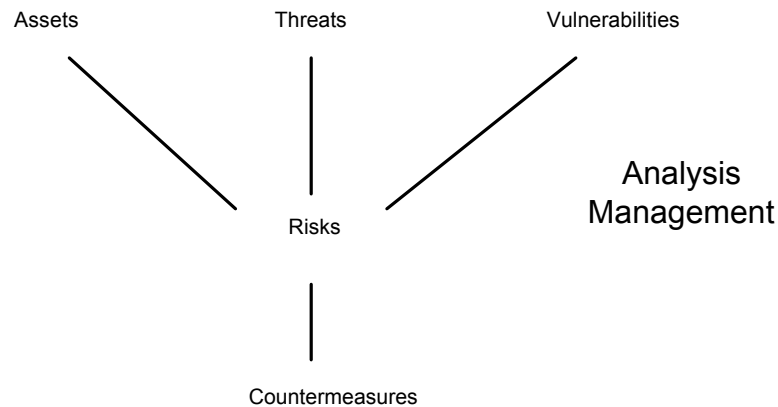 Assets
Threats
Vulnerabilities
Analysis
Management
Risks
Countermeasures